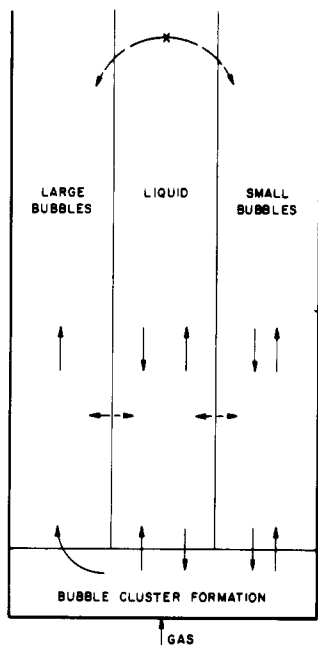 LARGE
BUBBLES
LIQUID
SMALL
BUBBLES
BUBBLE CLUSTER FORMATION
GAS